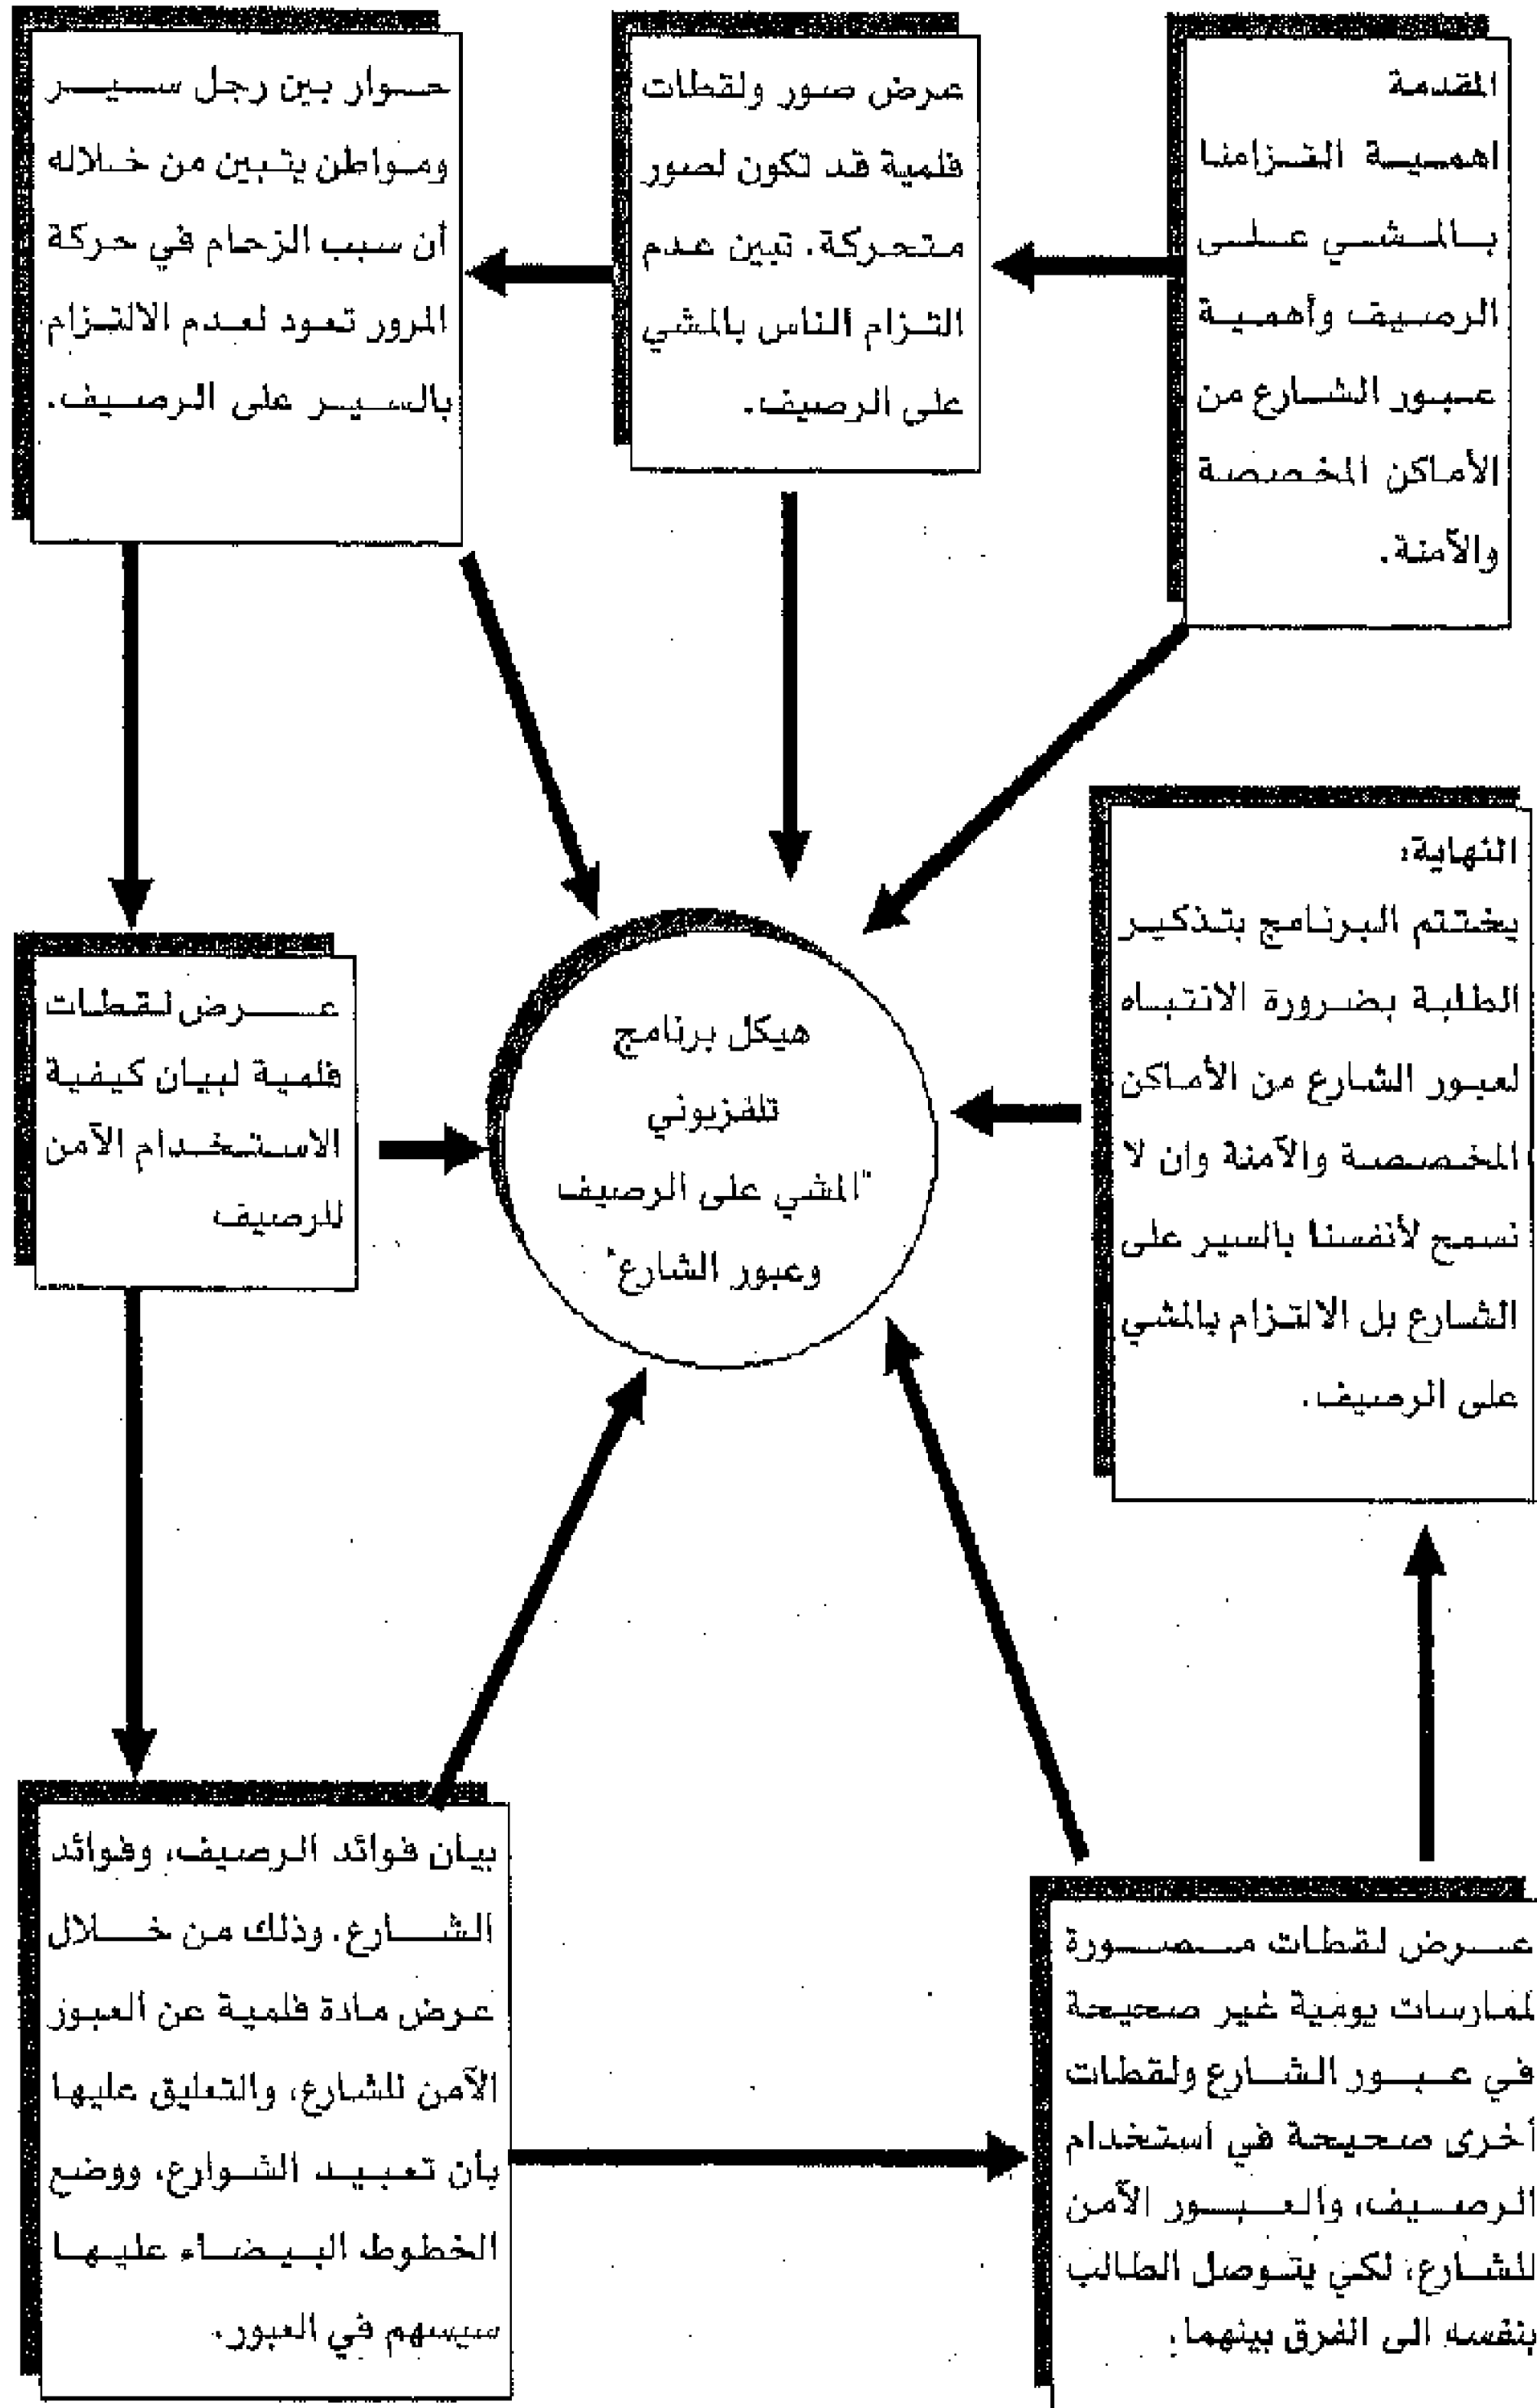 المقدمة
اهمية التزامنا
بالمشي على
الرصيف وأهمية
عبور الشارع من
الأماكن المخصصة
والآمنة.
عرض صور ولقطات
فلمية قد تكون لصور
متحركة. تبين عدم
التزام الناس بالمشي
على الرصيف.
حوار بين رجل سير
ومواطن يتبين من خلاله
أن سبب الزحام في حركة
المرور تعود لعدم الالتزام
بالسير على الرصيف.
عرض لقطات
فلمية لبيان كيفية
الاستخدام الآمن
للرصيف
بيان فوائد الرصيف، وفوائد
الشارع. وذلك من خلال
عرض مادة فلمية عن العبور
الآمن للشارع، والتعليق عليها
بأن تعبيد الشوارع، ووضع
الخطوط البيضاء عليها
سيسهم في العبور.
عرض لقطات مصورة
لممارسات يومية غير صحيحة
في عبور الشارع ولقطات
أخرى صحيحة في استخدام
الرصيف، والعبور الآمن
للشارع، لكي يتوصل الطالب
بنفسه الى الفرق بينهما.
النهاية:
يختتم البرنامج بتذكير
الطلبة بضرورة الانتباه
لعبور الشارع من الأماكن
المخصصة والآمنة وان لا
نسمح لأنفسنا بالسير على
الشارع بل الالتزام بالمشي
على الرصيف.
هيكل برنامج
تلفزيوني
"المشي على الرصيف
وعبور الشارع"